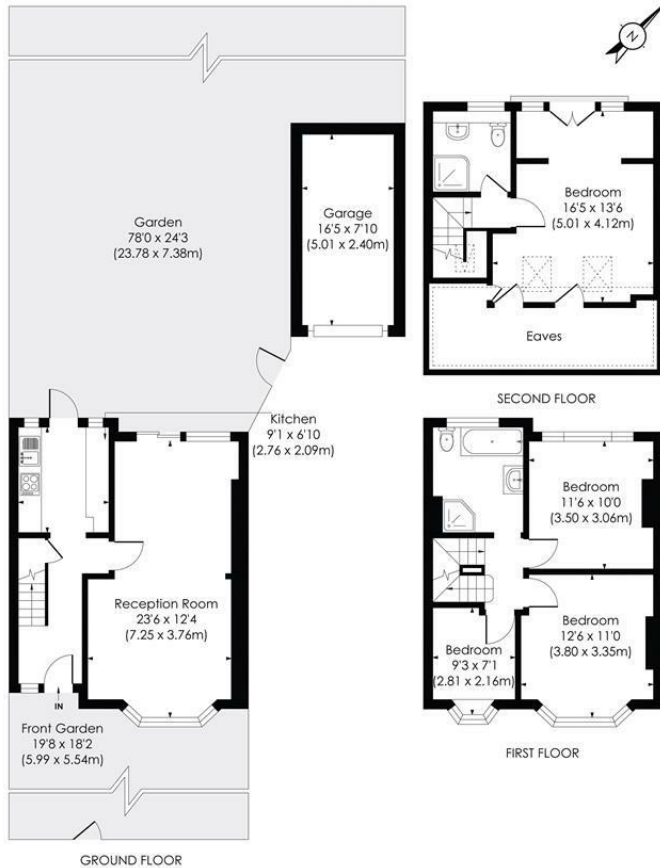 N
Garden
78'0 x 24'3
(23.78 x 7.38m)
Garage
16'5 x 7'10
(5.01 x 2.40m)
Kitchen
9'1 x 6'10
(2.76 x 2.09m)
Reception Room
23'6 x 12'4
(7.25 x 3.76m)
IN
Front Garden
19'8 x 18'2
(5.99 x 5.54m)
GROUND FLOOR
Bedroom
16'5 x 13'6
(5.01 x 4.12m)
Eaves
SECOND FLOOR
Bedroom
11'6 x 10'0
(3.50 x 3.06m)
Bedroom
12'6 x 11'0
(3.80 x 3.35m)
Bedroom
9'3 x 7'1
(2.81 x 2.16m)
FIRST FLOOR